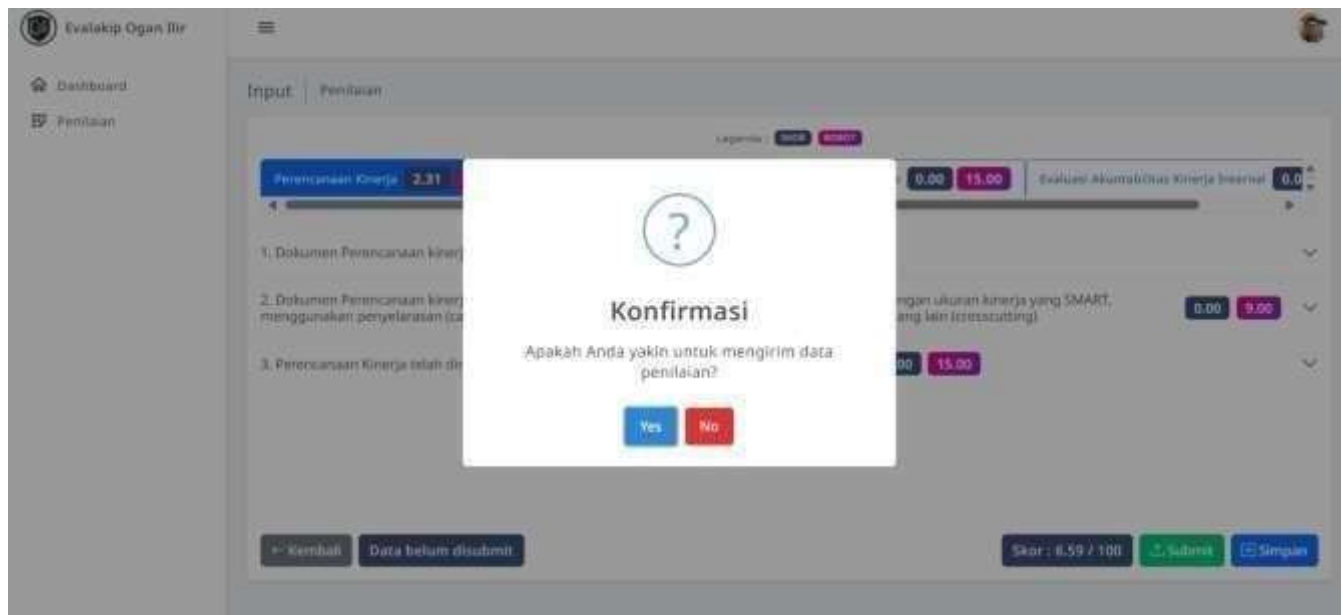 Evalakip Ogan Ilir
Dashboard
Penilaian
Input | Penilaian
Legenda : SKOR BOBOT
Perencanaan Kinerja 2.31
0.00 15.00
Evaluasi Akuntabilitas Kinerja Internal 0.0
1. Dokumen Perencanaan kinerj
2. Dokumen Perencanaan kinerj
menggunakan penyelarasan (ca
ngan ukuran kinerja yang SMART,
ang lain (crosscutting)
0.00 9.00
3. Perencanaan Kinerja telah di
00 15.00
?
Konfirmasi
Apakah Anda yakin untuk mengirim data
penilaian?
Yes No
← Kembali
Data belum disubmit
Skor : 6.59 / 100
Submit
Simpan